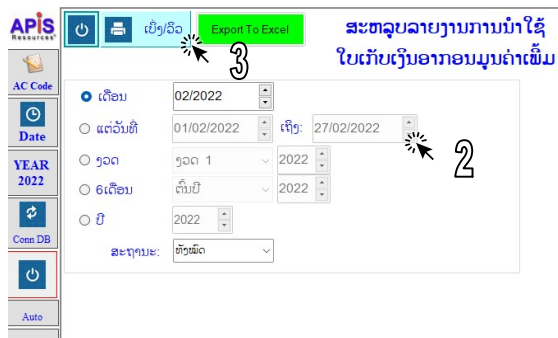 APIS
Resources
AC Code
Date
YEAR
2022
Conn DB
Auto
ເບິ່ງ/ວິວ
Export To Excel
3
ສະຫລຸບລາຍງານການນຳໃຊ້
ໃບເກັບເງິນອາກອນມູນຄ່າເພີ້ມ
ເດືອນ 02/2022
ແຕ່ວັນທີ 01/02/2022 ເຖິງ: 27/02/2022
2
ງວດ ງວດ 1 2022
6ເດືອນ ຕົ້ນປີ 2022
ປີ 2022
ສະຖານະ: ທັງໝົດ